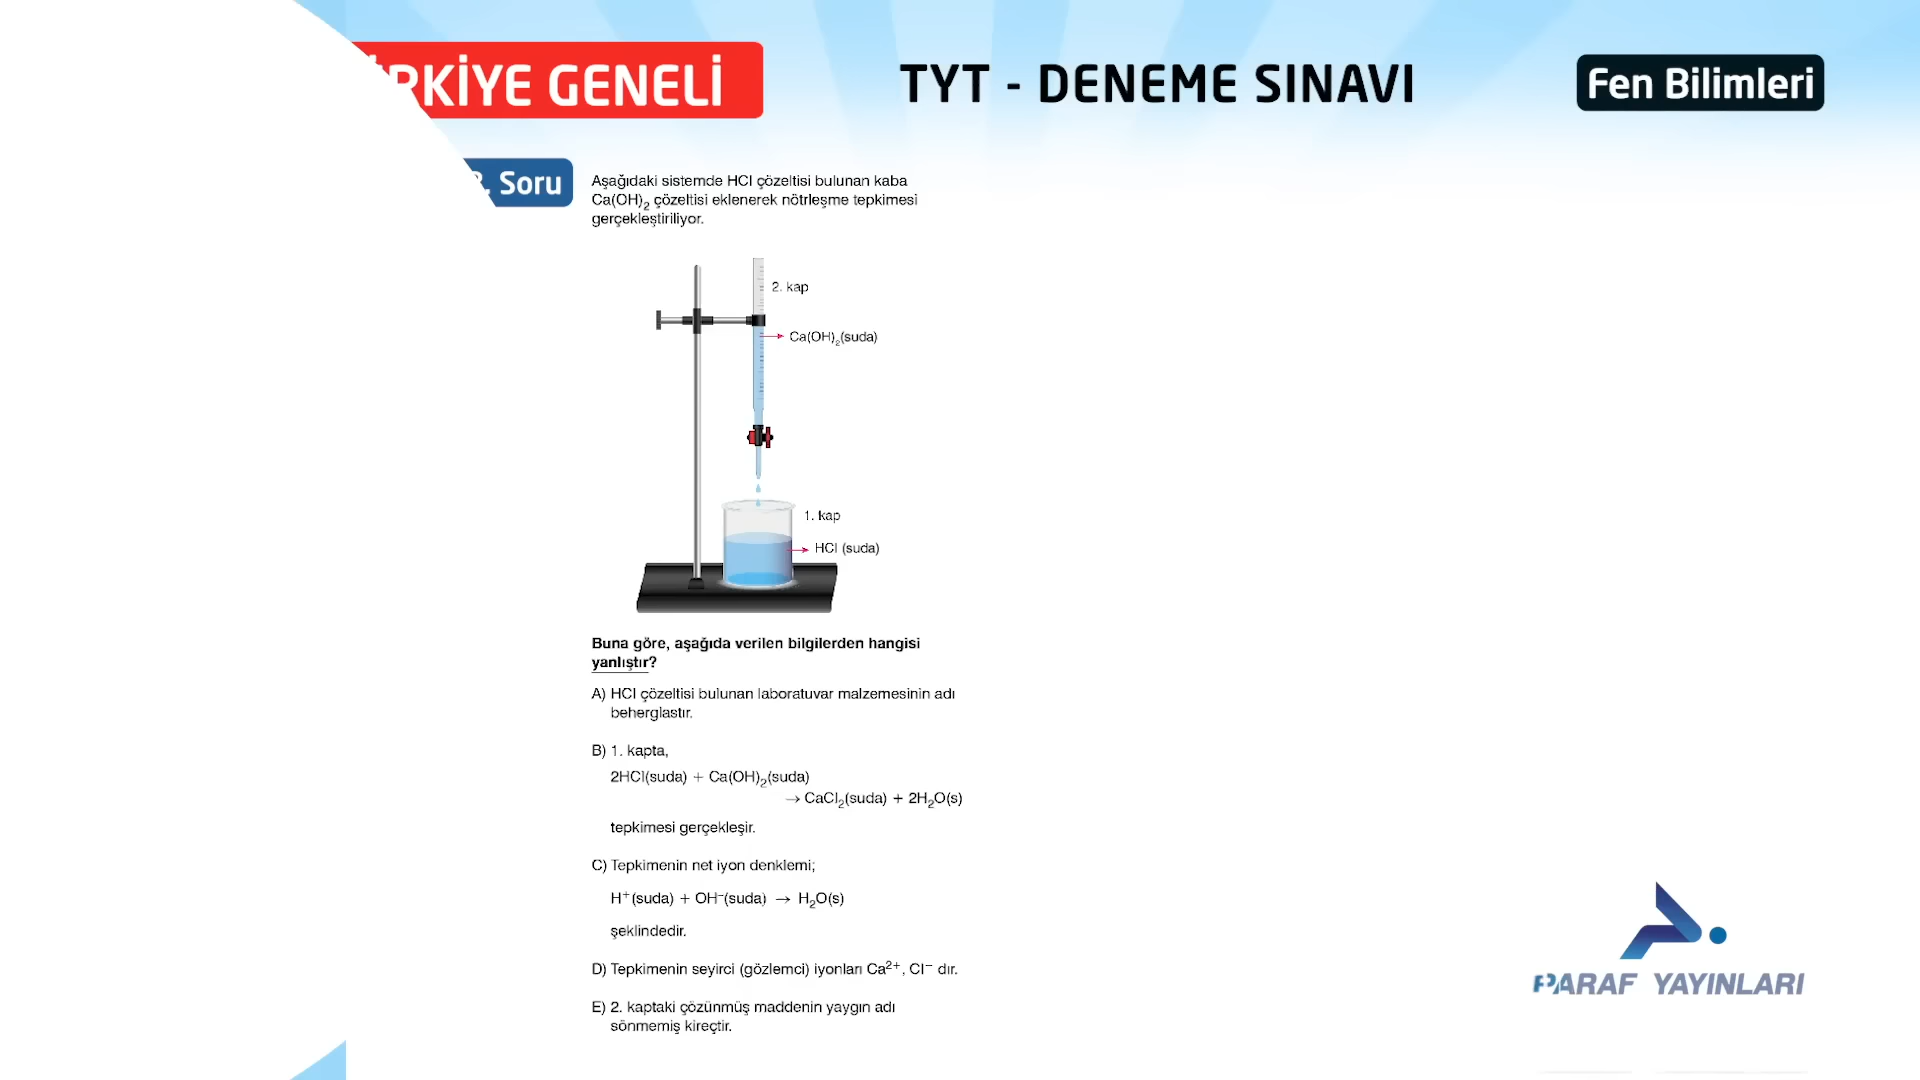 GENELİ
TYT - DENEME SINAVI
Fen Bilimleri
Soru
Aşağıdaki sistemde HCl çözeltisi bulunan kaba
Ca(OH)₂ çözeltisi eklenerek nötrleşme tepkimesi
gerçekleştiriliyor.
2. kap
Ca(OH)₂(suda)
1. kap
HCl (suda)
Buna göre, aşağıda verilen bilgilerden hangisi
yanlıştır?
A) HCl çözeltisi bulunan laboratuvar malzemesinin adı
beherglastır.
B) 1. kapta,
2HCl(suda) + Ca(OH)₂(suda)
→ CaCl₂(suda) + 2H₂O(s)
tepkimesi gerçekleşir.
C) Tepkimenin net iyon denklemi;
H⁺(suda) + OH⁻(suda) → H₂O(s)
şeklindedir.
D) Tepkimenin seyirci (gözlemci) iyonları Ca²⁺, Cl⁻ dır.
E) 2. kaptaki çözünmüş maddenin yaygın adı
sönmemiş kireçtir.
PARAF YAYINLARI